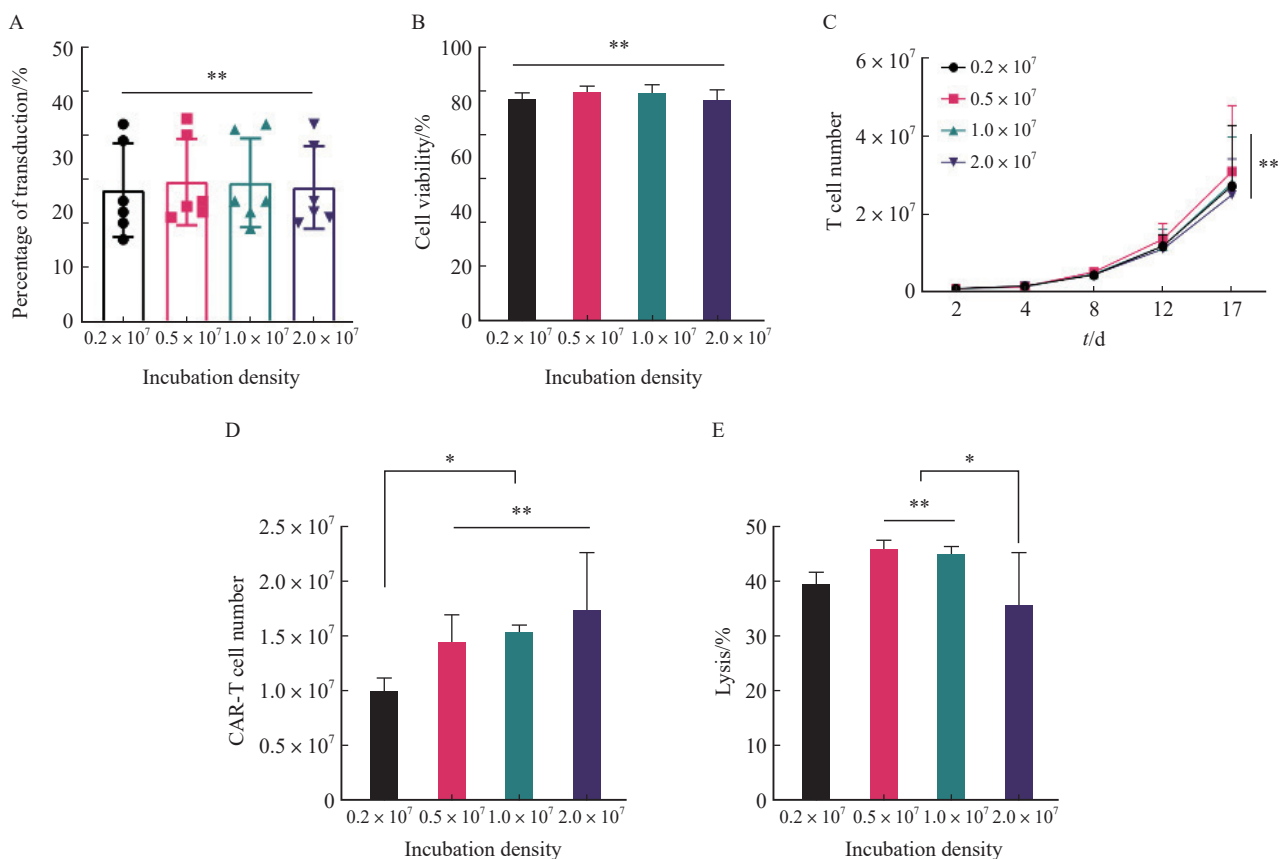 A
Percentage of transduction/%
50
40
30
20
10
0
**
0.2 × 10⁷ 0.5 × 10⁷ 1.0 × 10⁷ 2.0 × 10⁷
Incubation density
B
Cell viability/%
100
80
60
40
20
0
**
0.2 × 10⁷ 0.5 × 10⁷ 1.0 × 10⁷ 2.0 × 10⁷
Incubation density
C
T cell number
6 × 10⁷
4 × 10⁷
2 × 10⁷
0
0.2 × 10⁷
0.5 × 10⁷
1.0 × 10⁷
2.0 × 10⁷
**
2 4 8 12 17
t/d
D
CAR-T cell number
2.5 × 10⁷
2.0 × 10⁷
1.5 × 10⁷
1.0 × 10⁷
0.5 × 10⁷
0
*
**
0.2 × 10⁷ 0.5 × 10⁷ 1.0 × 10⁷ 2.0 × 10⁷
Incubation density
E
Lysis/%
50
40
30
20
10
0
*
**
0.2 × 10⁷ 0.5 × 10⁷ 1.0 × 10⁷ 2.0 × 10⁷
Incubation density